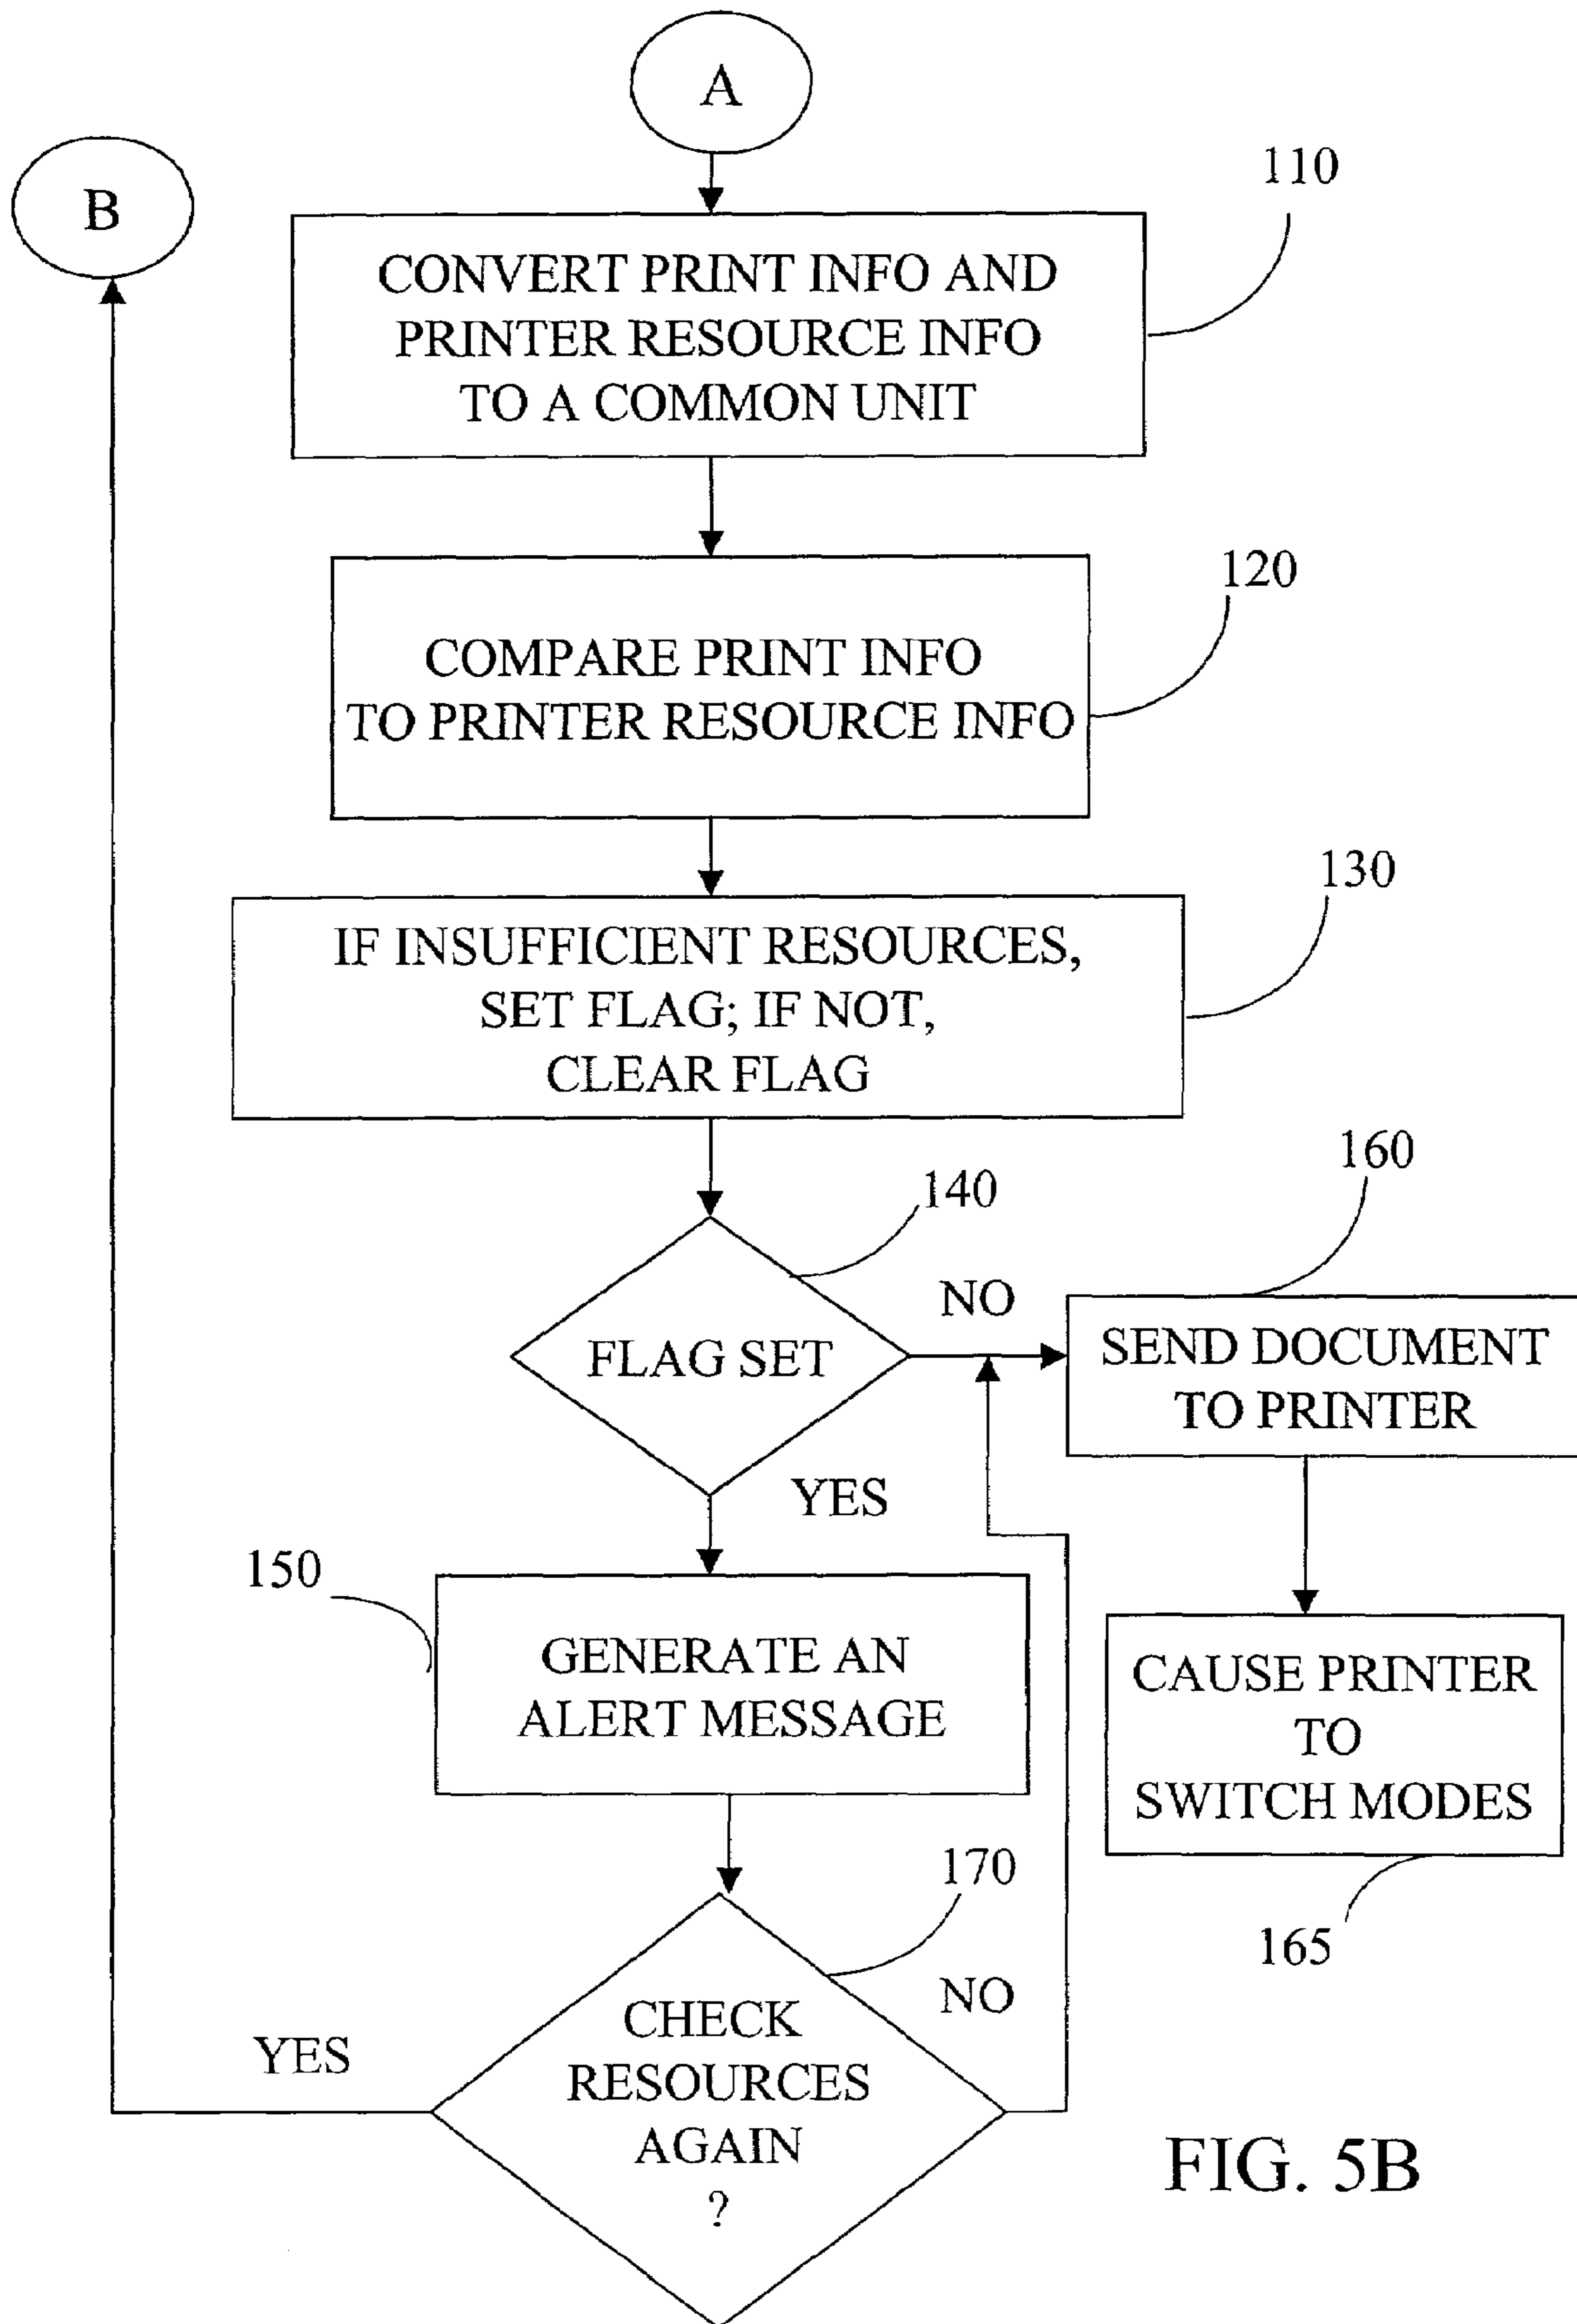 A
B
110
CONVERT PRINT INFO AND
PRINTER RESOURCE INFO
TO A COMMON UNIT
120
COMPARE PRINT INFO
TO PRINTER RESOURCE INFO
130
IF INSUFFICIENT RESOURCES,
SET FLAG; IF NOT,
CLEAR FLAG
140
160
FLAG SET
NO
SEND DOCUMENT
TO PRINTER
YES
150
GENERATE AN
ALERT MESSAGE
CAUSE PRINTER
TO
SWITCH MODES
165
170
NO
YES
CHECK
RESOURCES
AGAIN
?
FIG. 5B